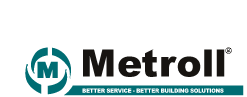 M Metroll®
BETTER SERVICE - BETTER BUILDING SOLUTIONS